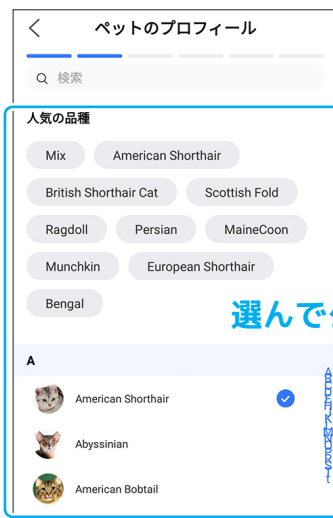 ペットのプロフィール
検索
人気の品種
Mix American Shorthair
British Shorthair Cat Scottish Fold
Ragdoll Persian MaineCoon
Munchkin European Shorthair
Bengal
選んで
A
American Shorthair
Abyssinian
American Bobtail